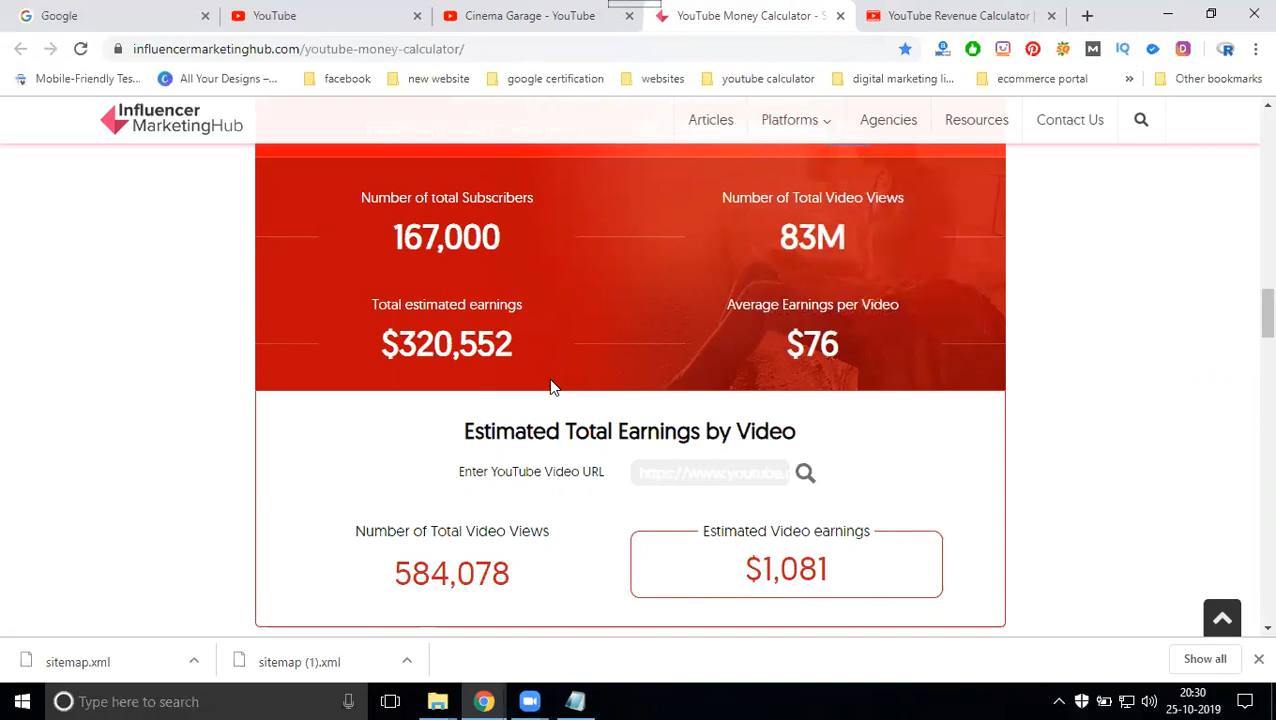 Google
YouTube
Cinema Garage - YouTube
YouTube Money Calculator - S
YouTube Revenue Calculator |
influencermarketinghub.com/youtube-money-calculator/
Mobile-Friendly Tes...
All Your Designs –...
facebook
new website
google certification
websites
youtube calculator
digital marketing li...
ecommerce portal
Other bookmarks
Influencer
MarketingHub
Articles
Platforms
Agencies
Resources
Contact Us
Number of total Subscribers
Number of Total Video Views
167,000
83M
Total estimated earnings
Average Earnings per Video
$320,552
$76
Estimated Total Earnings by Video
Enter YouTube Video URL
https://www.youtube.c
Number of Total Video Views
Estimated Video earnings
584,078
$1,081
sitemap.xml
sitemap (1).xml
Show all
Type here to search
20:30
25-10-2019